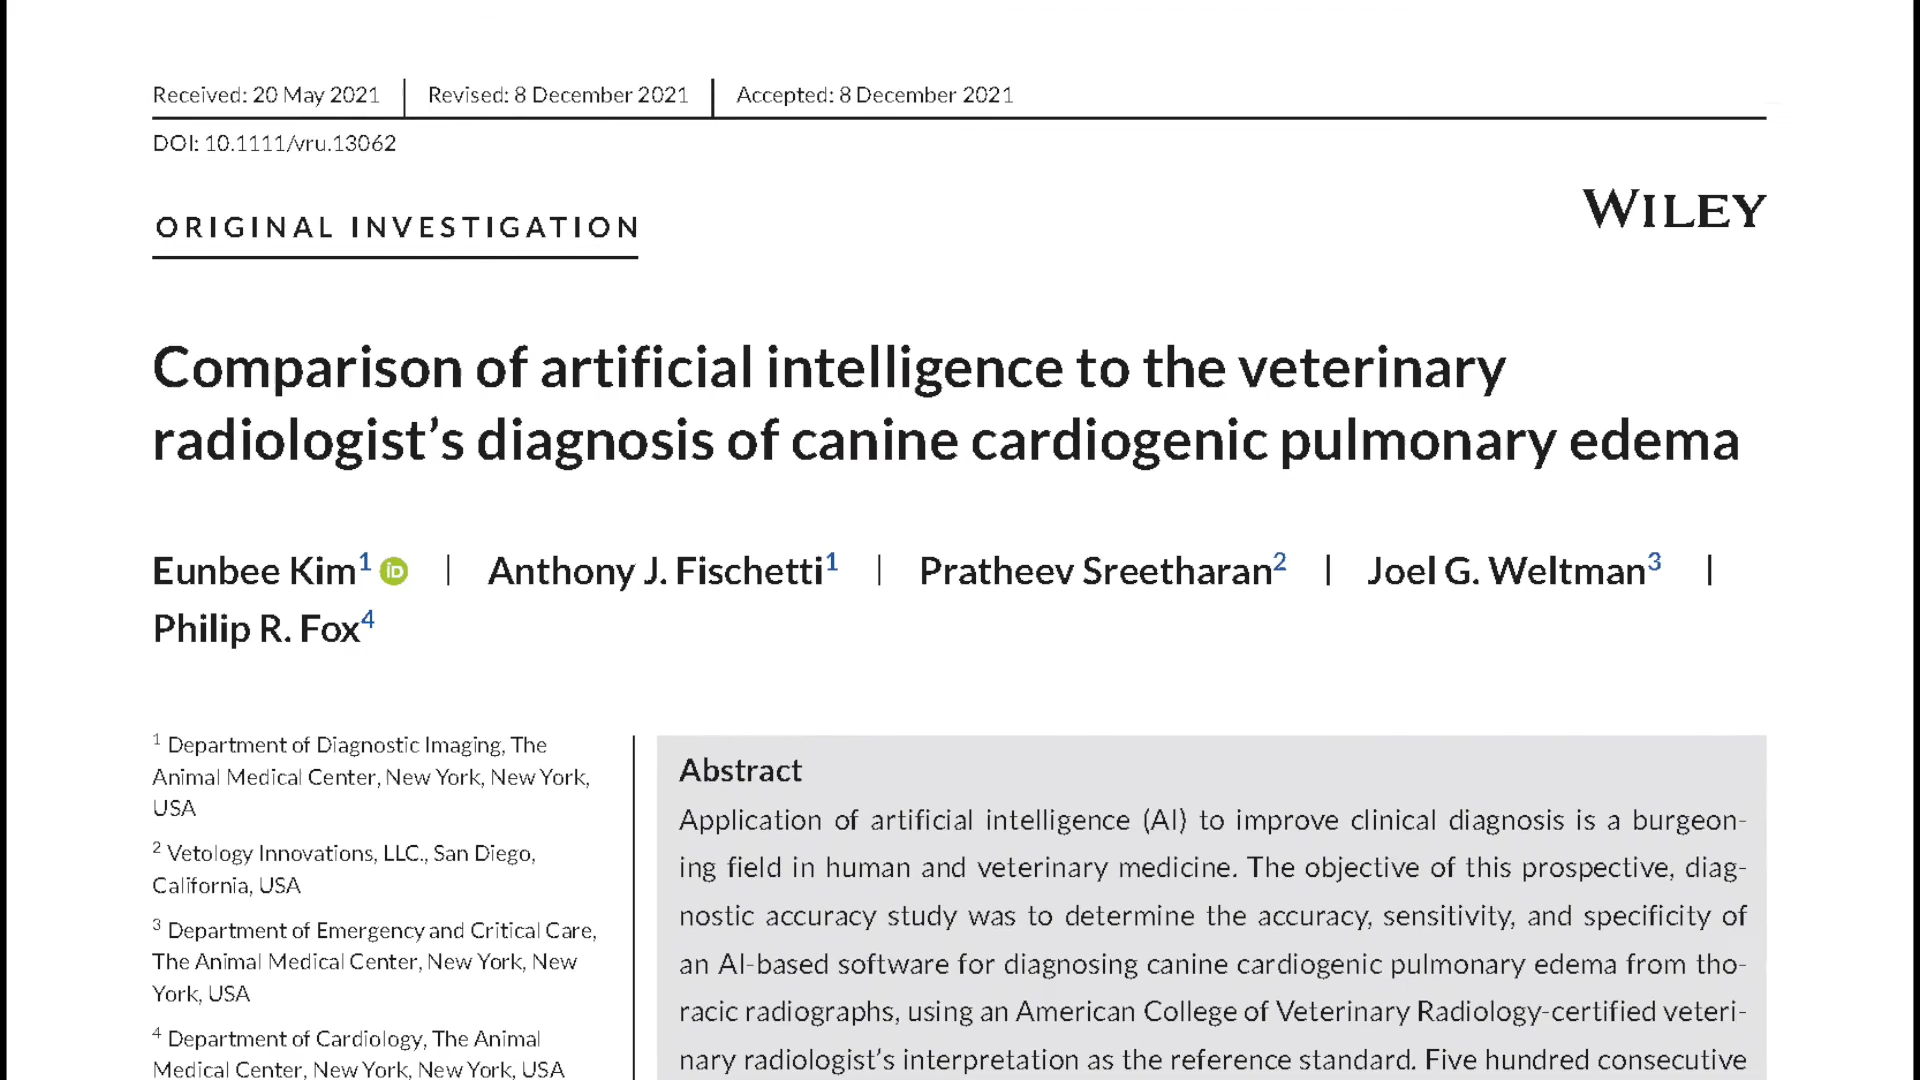 Received: 20 May 2021 | Revised: 8 December 2021 | Accepted: 8 December 2021
DOI: 10.1111/vru.13062
ORIGINAL INVESTIGATION
WILEY
Comparison of artificial intelligence to the veterinary
radiologist’s diagnosis of canine cardiogenic pulmonary edema
Eunbee Kim1 iD | Anthony J. Fischetti1 | Pratheev Sreetharan2 | Joel G. Weltman3 |
Philip R. Fox4
1 Department of Diagnostic Imaging, The
Animal Medical Center, New York, New York,
USA
2 Vetology Innovations, LLC., San Diego,
California, USA
3 Department of Emergency and Critical Care,
The Animal Medical Center, New York, New
York, USA
4 Department of Cardiology, The Animal
Medical Center, New York, New York, USA
Abstract
Application of artificial intelligence (AI) to improve clinical diagnosis is a burgeon-
ing field in human and veterinary medicine. The objective of this prospective, diag-
nostic accuracy study was to determine the accuracy, sensitivity, and specificity of
an AI-based software for diagnosing canine cardiogenic pulmonary edema from tho-
racic radiographs, using an American College of Veterinary Radiology-certified veteri-
nary radiologist’s interpretation as the reference standard. Five hundred consecutive